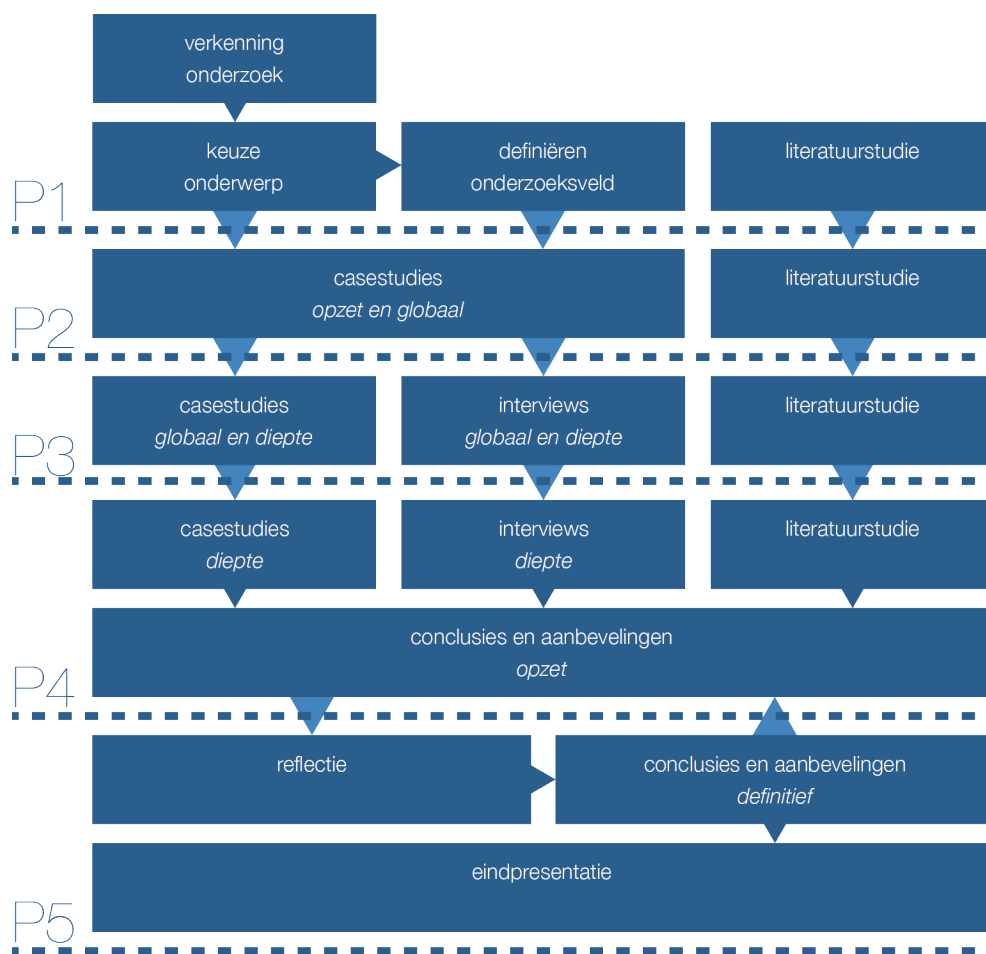 verkenning
onderzoek
keuze
onderwerp
definiëren
onderzoeksveld
literatuurstudie
P1
casestudies
opzet en globaal
literatuurstudie
P2
casestudies
globaal en diepte
interviews
globaal en diepte
literatuurstudie
P3
casestudies
diepte
interviews
diepte
literatuurstudie
conclusies en aanbevelingen
opzet
P4
reflectie
conclusies en aanbevelingen
definitief
eindpresentatie
P5